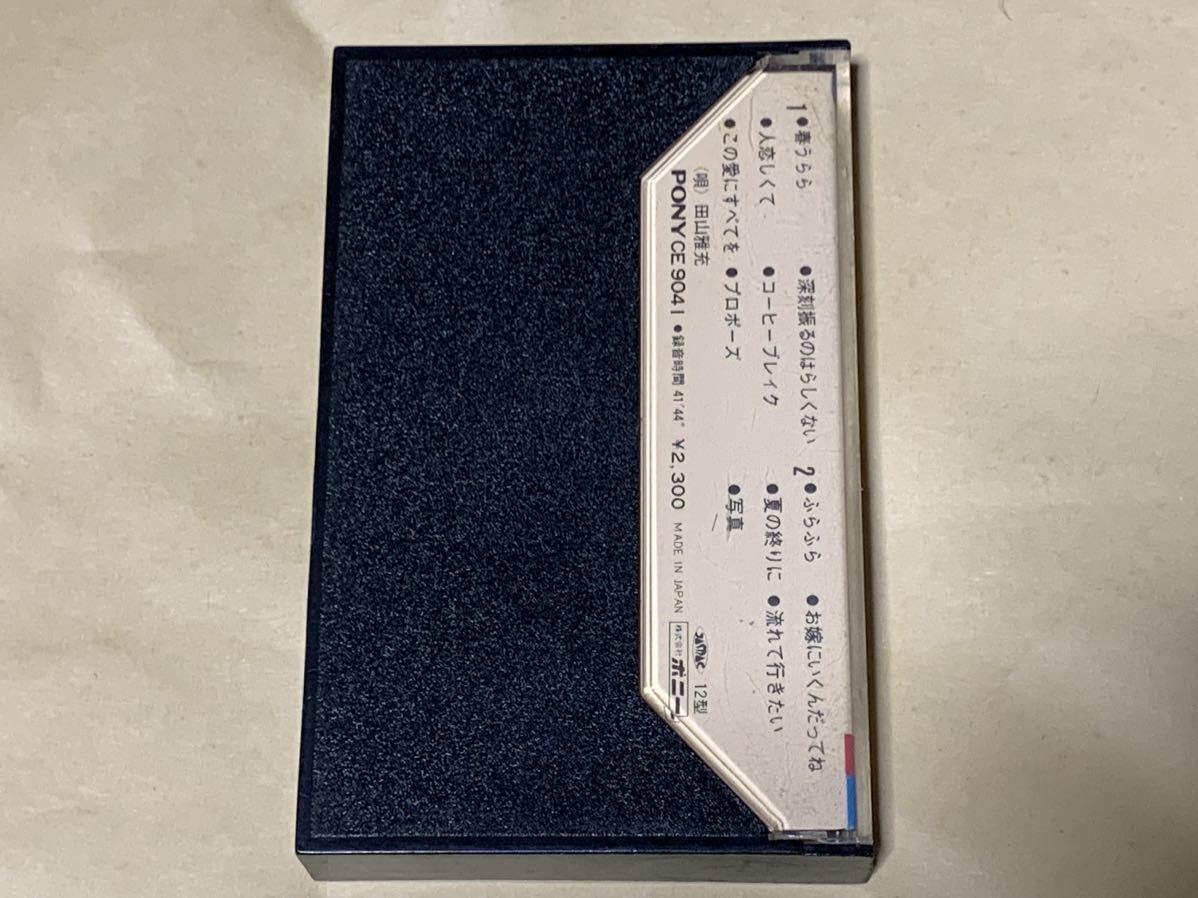 1 ●春うらら ●深刻振るのはらしくない 2 ●ふらふら ●お嫁にいくんだってね
●人恋しくて ●コーヒーブレイク ●夏の終りに ●流れて行きたい
●この愛にすべてを ●プロポーズ ●写真
(唄) 田山雅充 JASRAC 12型
PONY CE 9041 ●録音時間 41'44" ¥2,300 MADE IN JAPAN 株式会社 ポニー